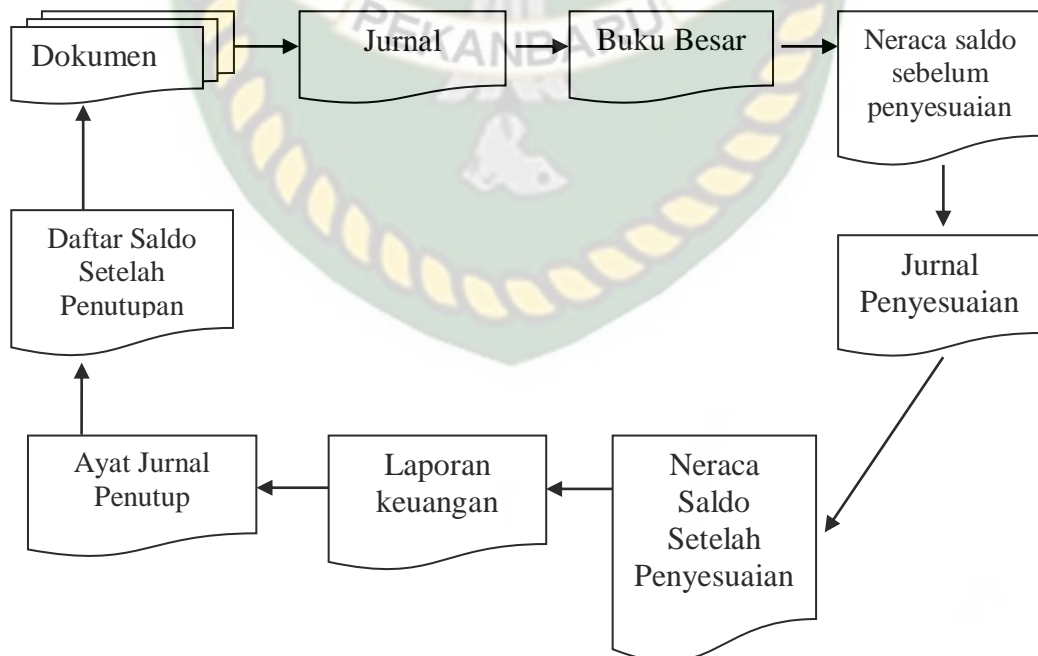 Dokumen
Jurnal
Buku Besar
Neraca saldo
sebelum
penyesuaian
Jurnal
Penyesuaian
Neraca
Saldo
Setelah
Penyesuaian
Laporan
keuangan
Ayat Jurnal
Penutup
Daftar Saldo
Setelah
Penutupan
PEKANBARU